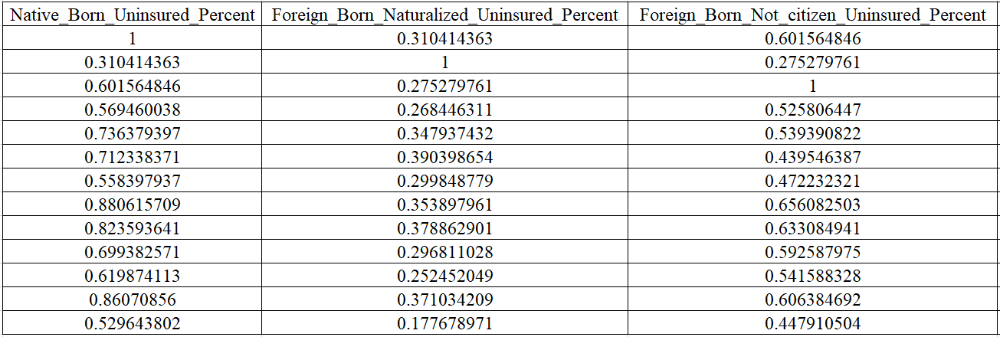 Native_Born_Uninsured_Percent Foreign_Born_Naturalized_Uninsured_Percent Foreign_Born_Not_citizen_Uninsured_Percent
1 0.310414363 0.601564846
0.310414363 1 0.275279761
0.601564846 0.275279761 1
0.569460038 0.268446311 0.525806447
0.736379397 0.347937432 0.539390822
0.712338371 0.390398654 0.439546387
0.558397937 0.299848779 0.472232321
0.880615709 0.353897961 0.656082503
0.823593641 0.378862901 0.633084941
0.699382571 0.296811028 0.592587975
0.619874113 0.252452049 0.541588328
0.86070856 0.371034209 0.606384692
0.529643802 0.177678971 0.447910504